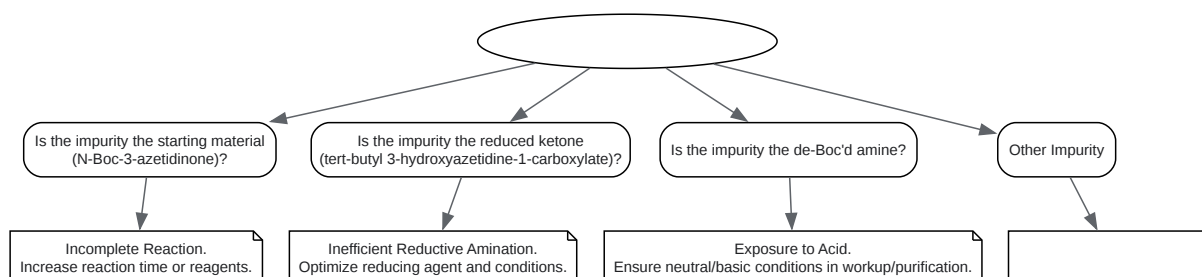 Is the impurity the starting material
(N-Boc-3-azetidinone)?
Is the impurity the reduced ketone
(tert-butyl 3-hydroxyazetidine-1-carboxylate)?
Is the impurity the de-Boc'd amine?
Other Impurity
Incomplete Reaction.
Increase reaction time or reagents.
Inefficient Reductive Amination.
Optimize reducing agent and conditions.
Exposure to Acid.
Ensure neutral/basic conditions in workup/purification.